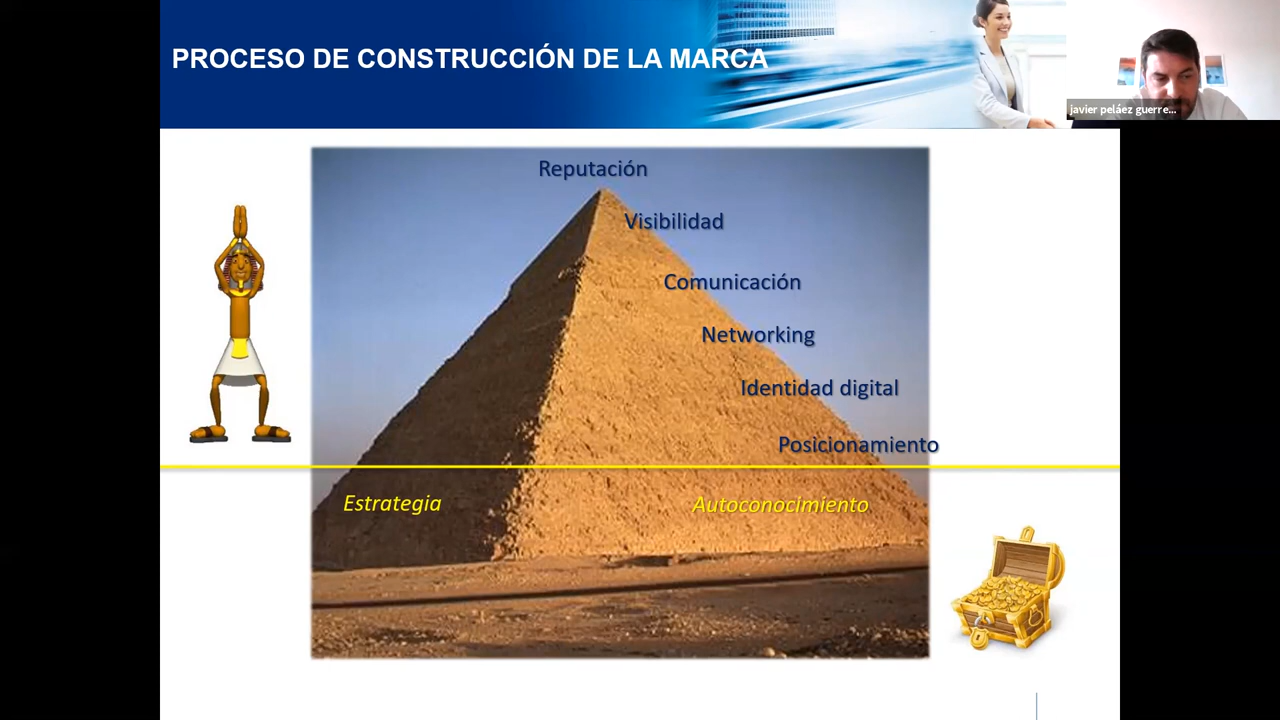 PROCESO DE CONSTRUCCIÓN DE LA MARCA
javier peláez guerre...
Reputación
Visibilidad
Comunicación
Networking
Identidad digital
Posicionamiento
Estrategia
Autoconocimiento